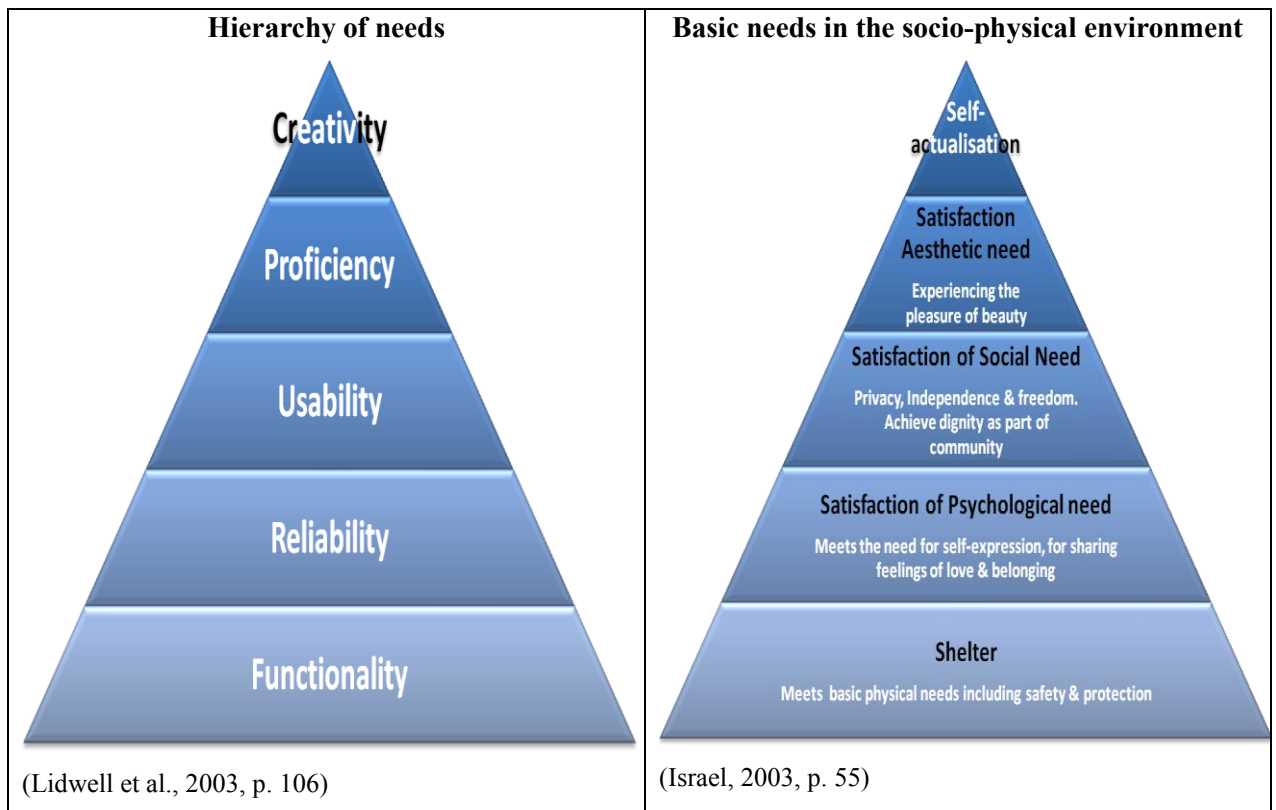 Hierarchy of needs
Creativity
Proficiency
Usability
Reliability
Functionality
(Lidwell et al., 2003, p. 106)
Basic needs in the socio-physical environment
Self-
actualisation
Satisfaction
Aesthetic need
Experiencing the
pleasure of beauty
Satisfaction of Social Need
Privacy, Independence & freedom.
Achieve dignity as part of
community
Satisfaction of Psychological need
Meets the need for self-expression, for sharing
feelings of love & belonging
Shelter
Meets basic physical needs including safety & protection
(Israel, 2003, p. 55)